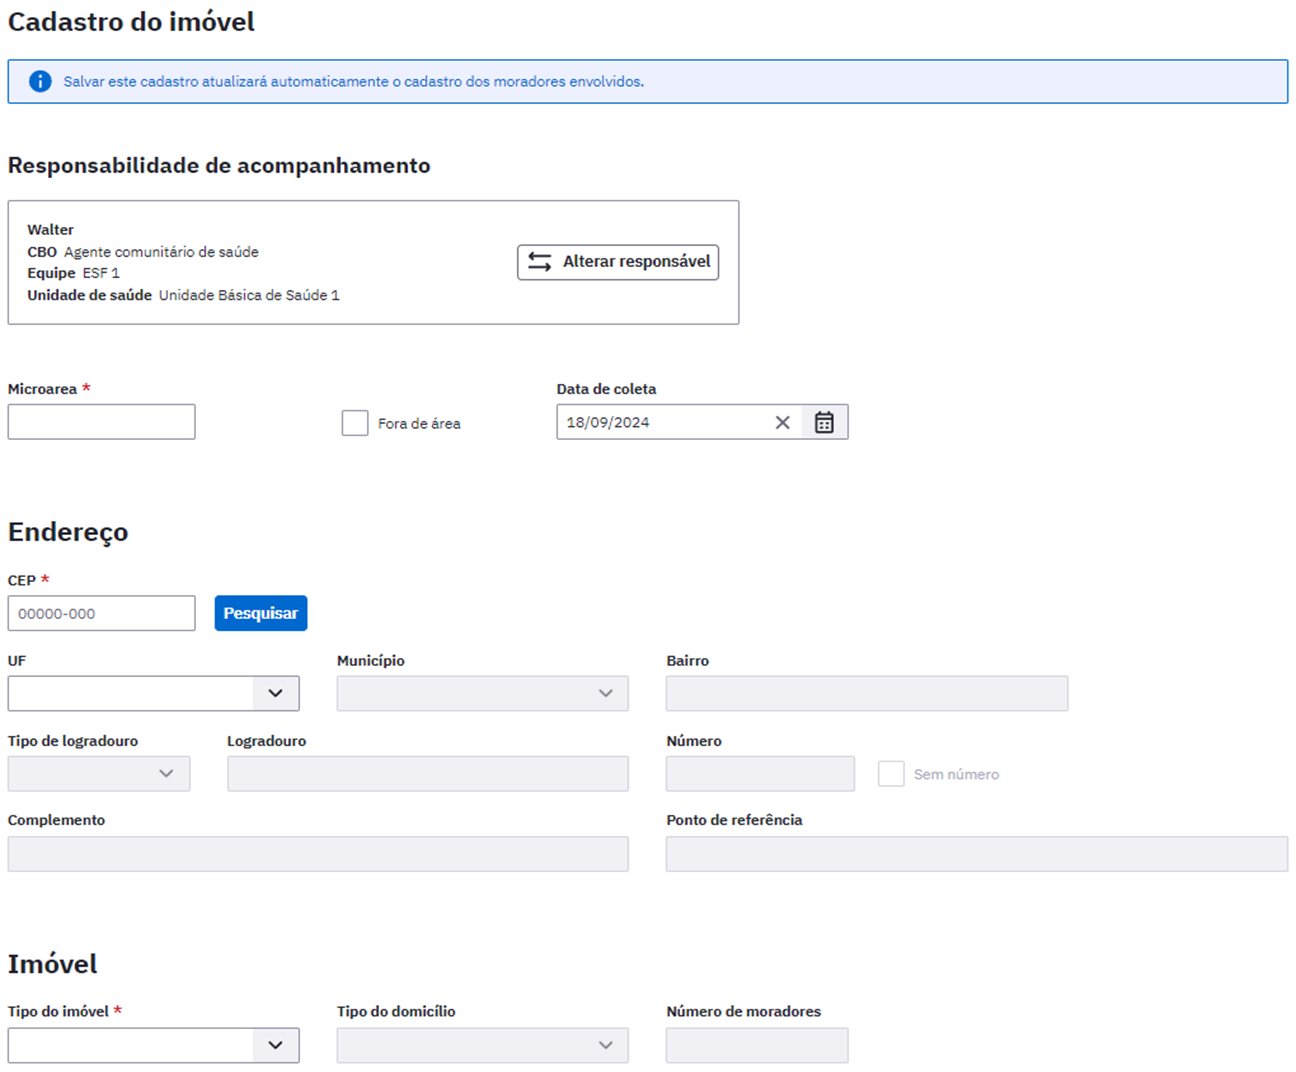 Cadastro do imóvel
Salvar este cadastro atualizará automaticamente o cadastro dos moradores envolvidos.
Responsabilidade de acompanhamento
Walter
CBO Agente comunitário de saúde
Equipe ESF 1
Unidade de saúde Unidade Básica de Saúde 1
Alterar responsável
Microarea *
Fora de área
Data de coleta
18/09/2024
Endereço
CEP *
00000-000
Pesquisar
UF
Município
Bairro
Tipo de logradouro
Logradouro
Número
Sem número
Complemento
Ponto de referência
Imóvel
Tipo do imóvel *
Tipo do domicílio
Número de moradores